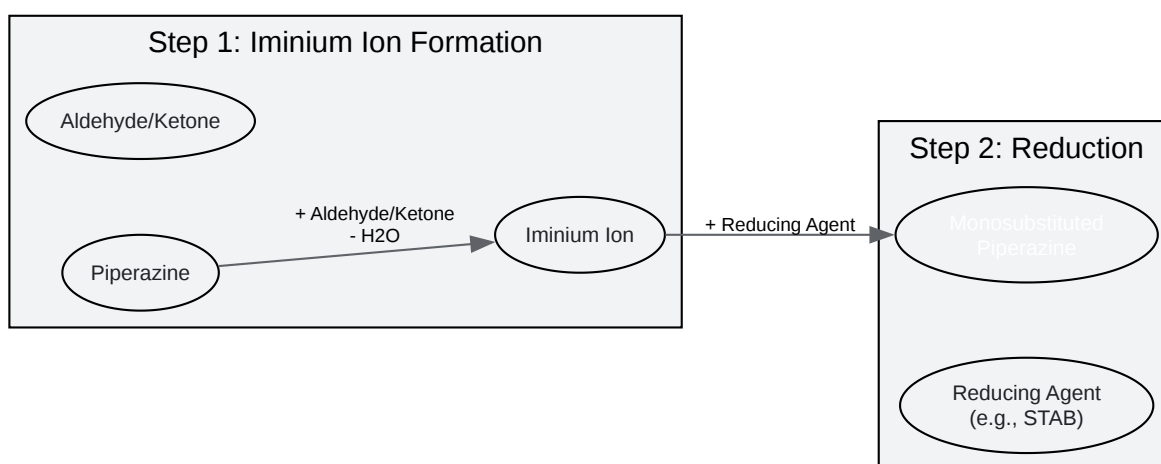 Step 1: Iminium Ion Formation
Aldehyde/Ketone
Piperazine
+ Aldehyde/Ketone
- H2O
Iminium Ion
+ Reducing Agent
Step 2: Reduction
Monosubstituted
Piperazine
Reducing Agent
(e.g., STAB)